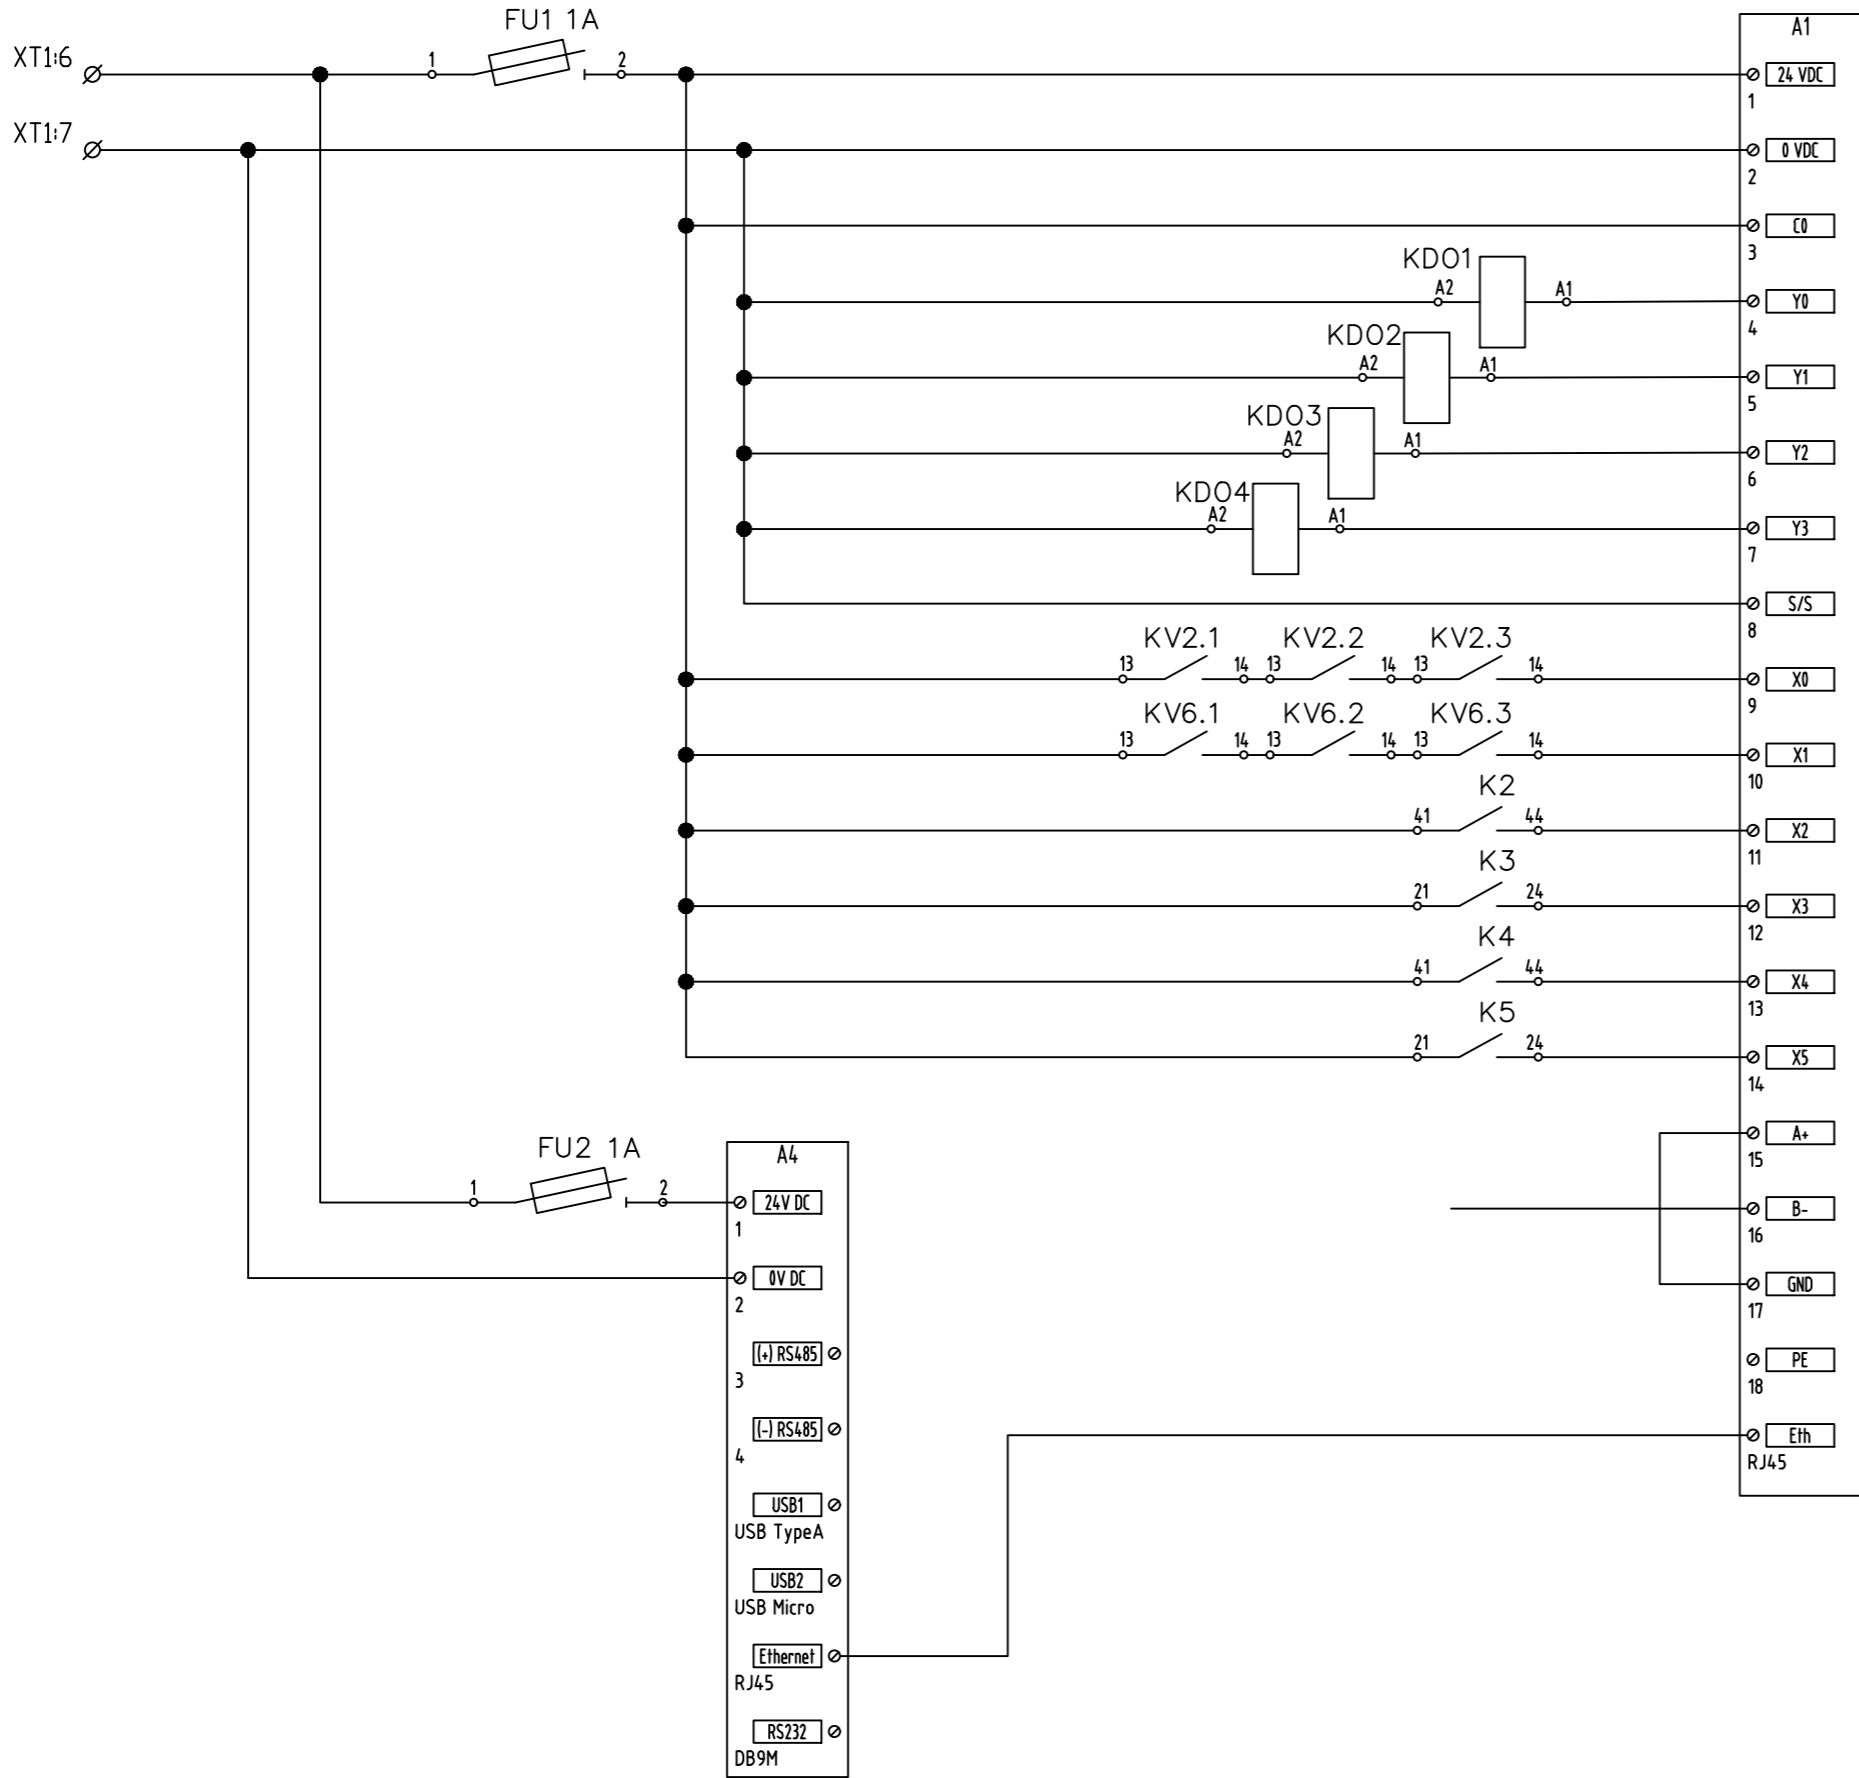 FU1 1A
XT1:6
1
2
A1
24 VDC
1
XT1:7
0 VDC
2
C0
3
KDO1
A2
A1
Y0
4
KDO2
A2
A1
Y1
5
KDO3
A2
A1
Y2
6
KDO4
A2
A1
Y3
7
S/S
8
KV2.1
KV2.2
KV2.3
13
14
13
14
13
14
X0
9
KV6.1
KV6.2
KV6.3
13
14
13
14
13
14
X1
10
K2
41
44
X2
11
K3
21
24
X3
12
K4
41
44
X4
13
K5
21
24
X5
14
A+
15
B-
16
GND
17
PE
18
Eth
RJ45
FU2 1A
1
2
A4
24V DC
1
0V DC
2
(+) RS485
3
(-) RS485
4
USB1
USB TypeA
USB2
USB Micro
Ethernet
RJ45
RS232
DB9M